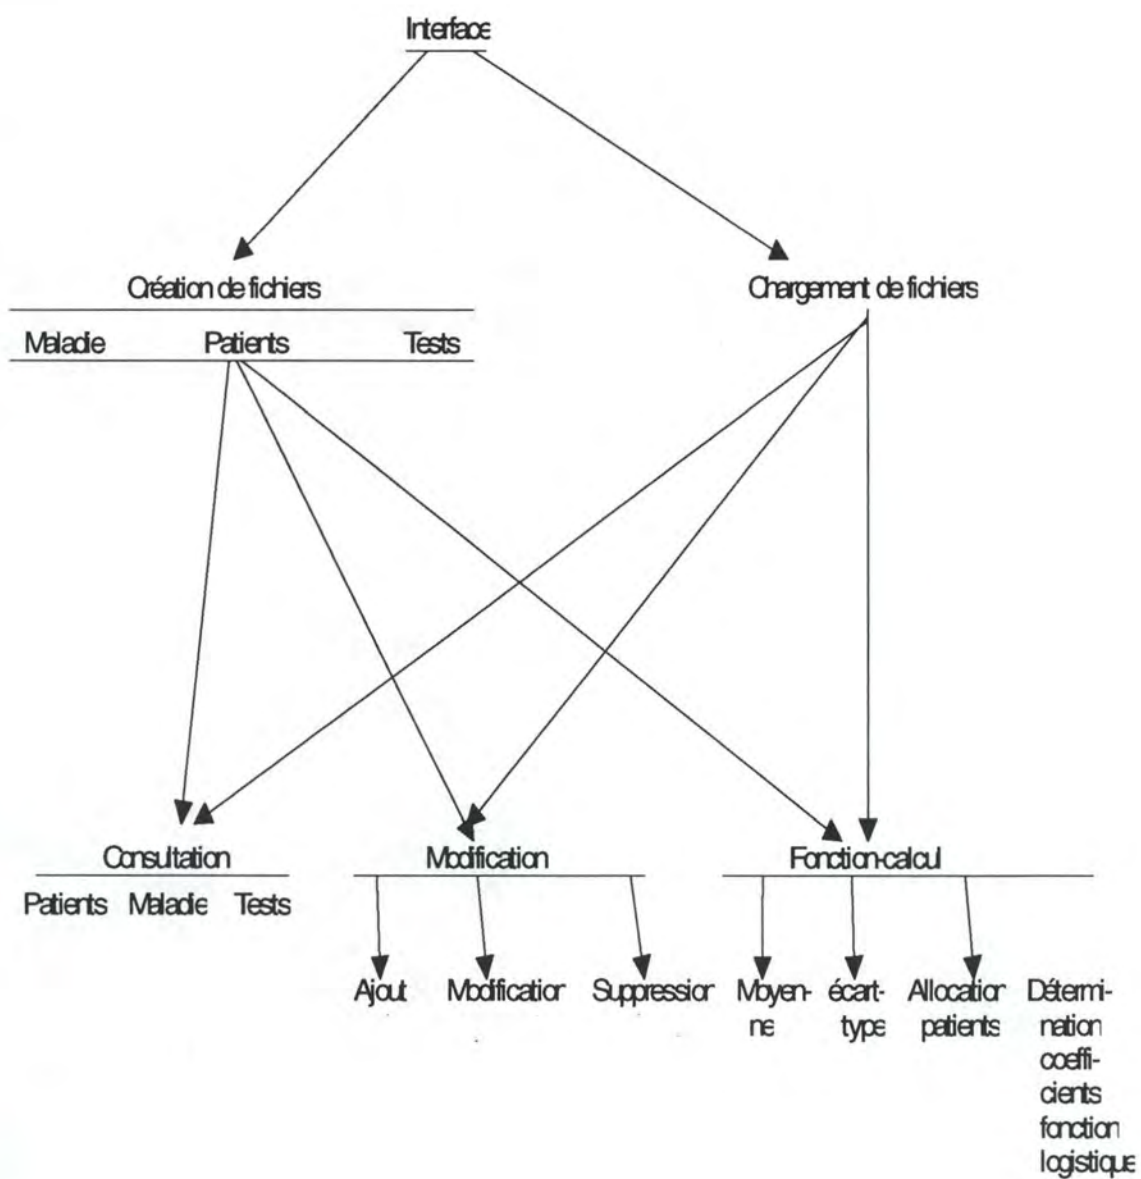 Interface
Création de fichiers
Chargement de fichiers
Maladie Patients Tests
Consultation
Modification
Fonction-calcul
Patients Maladie Tests
Ajout
Modification
Suppression
Moyen-
ne
écart-
type
Allocation
patients
Détermi-
nation
coeffi-
cients
fonction
logistique